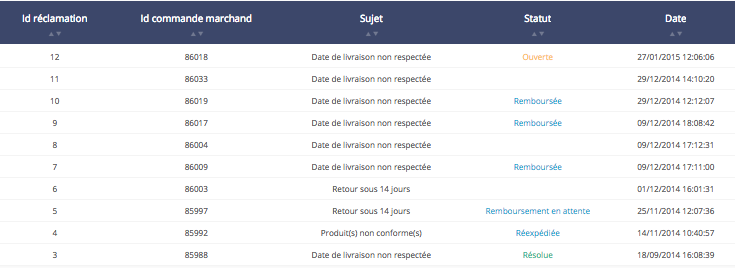 Id réclamation Id commande marchand Sujet Statut Date
12 86018 Date de livraison non respectée Ouverte 27/01/2015 12:06:06
11 86033 Date de livraison non respectée 29/12/2014 14:10:20
10 86019 Date de livraison non respectée Remboursée 29/12/2014 12:12:07
9 86017 Date de livraison non respectée Remboursée 09/12/2014 18:08:42
8 86004 Date de livraison non respectée 09/12/2014 17:12:31
7 86009 Date de livraison non respectée Remboursée 09/12/2014 17:11:00
6 86003 Retour sous 14 jours 01/12/2014 16:01:31
5 85997 Retour sous 14 jours Remboursement en attente 25/11/2014 12:07:36
4 85992 Produit(s) non conforme(s) Réexpédiée 14/11/2014 10:40:57
3 85988 Date de livraison non respectée Résolue 18/09/2014 16:08:39